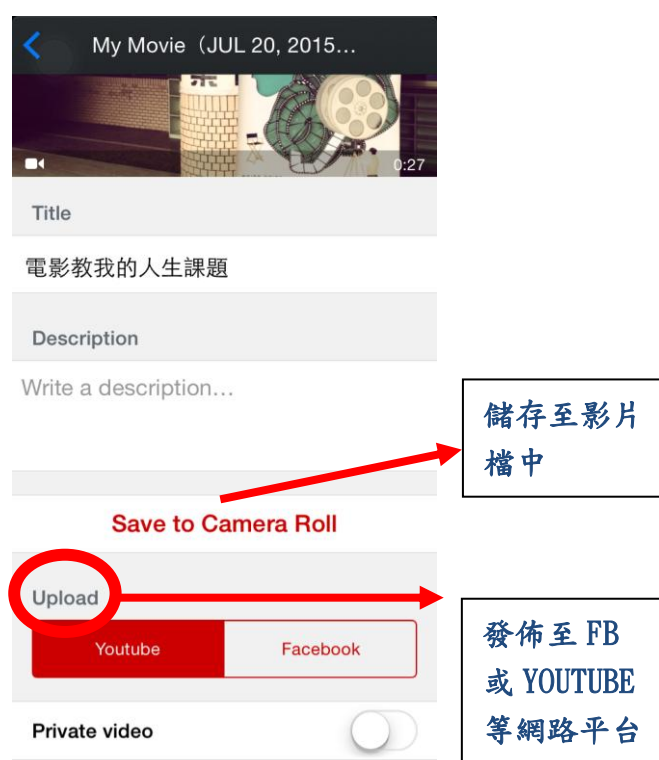 My Movie（JUL 20, 2015…
0:27
Title
電影教我的人生課題
Description
Write a description…
儲存至影片
檔中
Save to Camera Roll
Upload
Youtube
Facebook
發佈至 FB
或 YOUTUBE
等網路平台
Private video